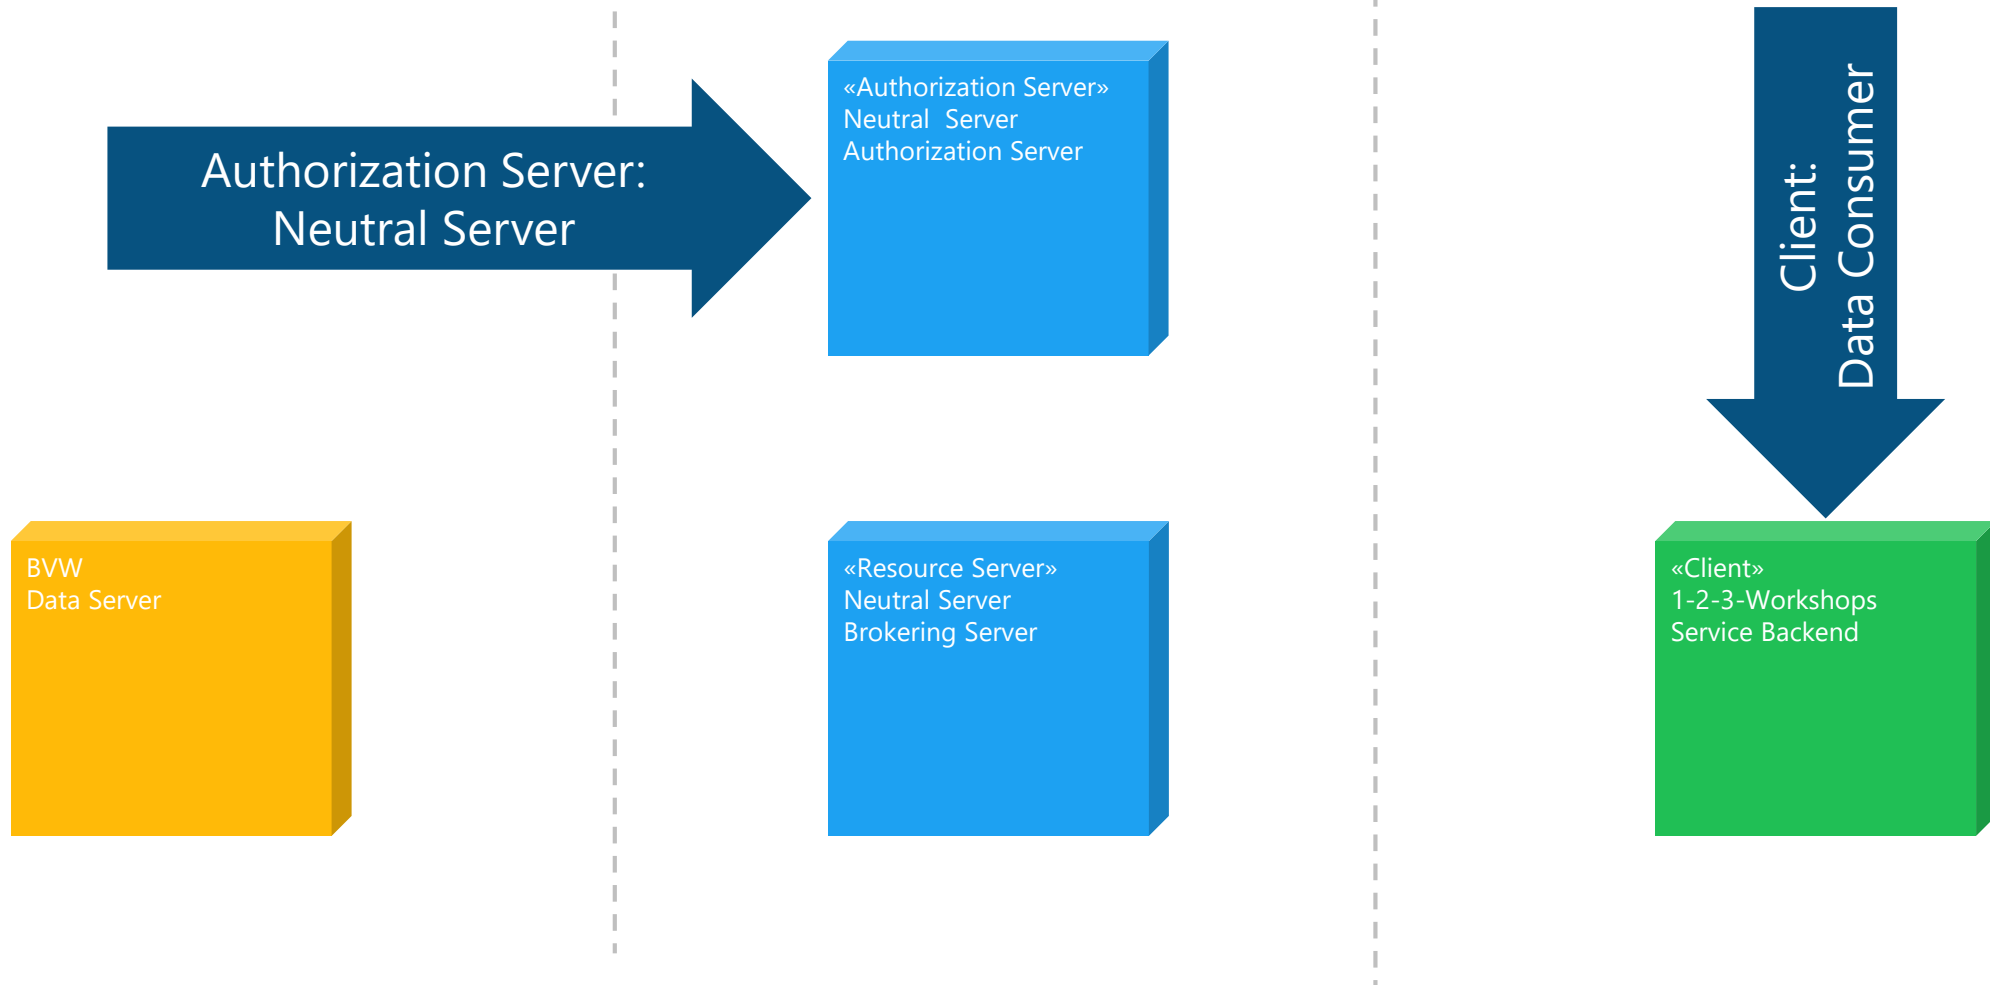 «Authorization Server»
Neutral  Server
Authorization Server
Authorization Server:
Neutral Server
Client:
Data Consumer
BVW
Data Server
«Resource Server»
Neutral Server
Brokering Server
«Client»
1-2-3-Workshops
Service Backend